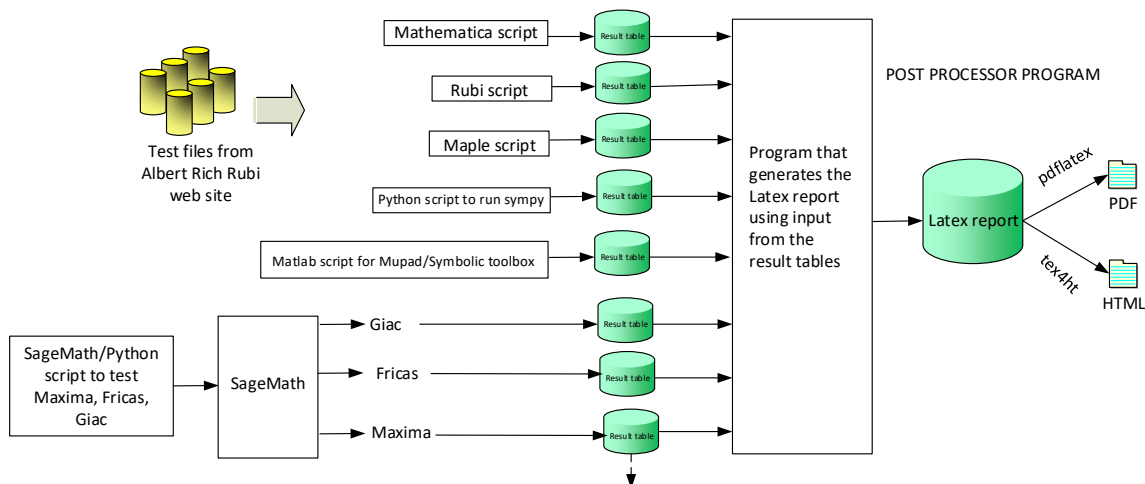 Mathematica script
Result table
Rubi script
Result table
Maple script
Result table
Python script to run sympy
Result table
Matlab script for Mupad/Symbolic toolbox
Result table
Test files from
Albert Rich Rubi
web site
SageMath/Python
script to test
Maxima, Fricas,
Giac
SageMath
Giac
Result table
Fricas
Result table
Maxima
Result table
Program that
generates the
Latex report
using input
from the
result tables
POST PROCESSOR PROGRAM
Latex report
pdflatex
PDF
tex4ht
HTML